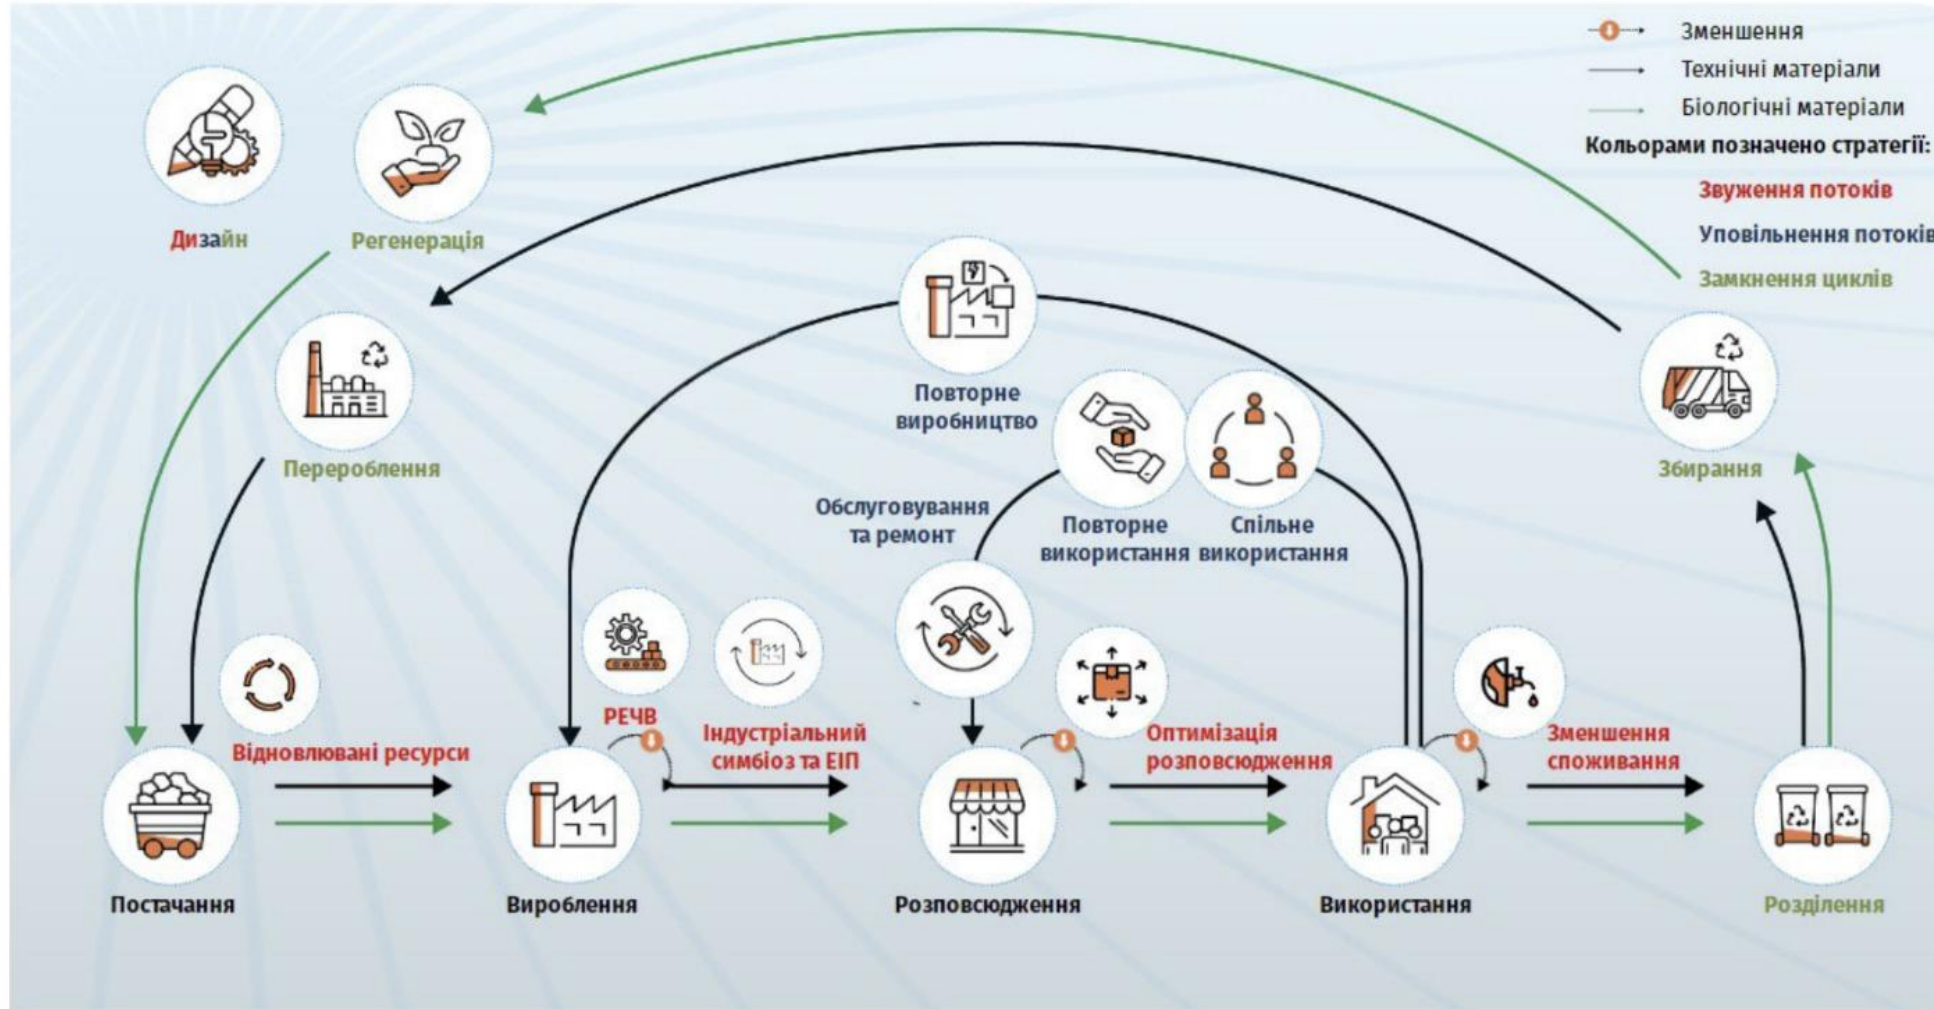 Зменшення
Технічні матеріали
Біологічні матеріали
Кольорами позначено стратегії:
Звуження потоків
Уповільнення потоків
Замкнення циклів
Дизайн
Регенерація
Перероблення
Повторне
виробництво
Збирання
Обслуговування
та ремонт
Повторне
використання
Спільне
використання
Відновлювані ресурси
РЕЧВ
Індустріальний
симбіоз та ЕІП
Оптимізація
розповсюдження
Зменшення
споживання
Постачання
Вироблення
Розповсюдження
Використання
Розділення